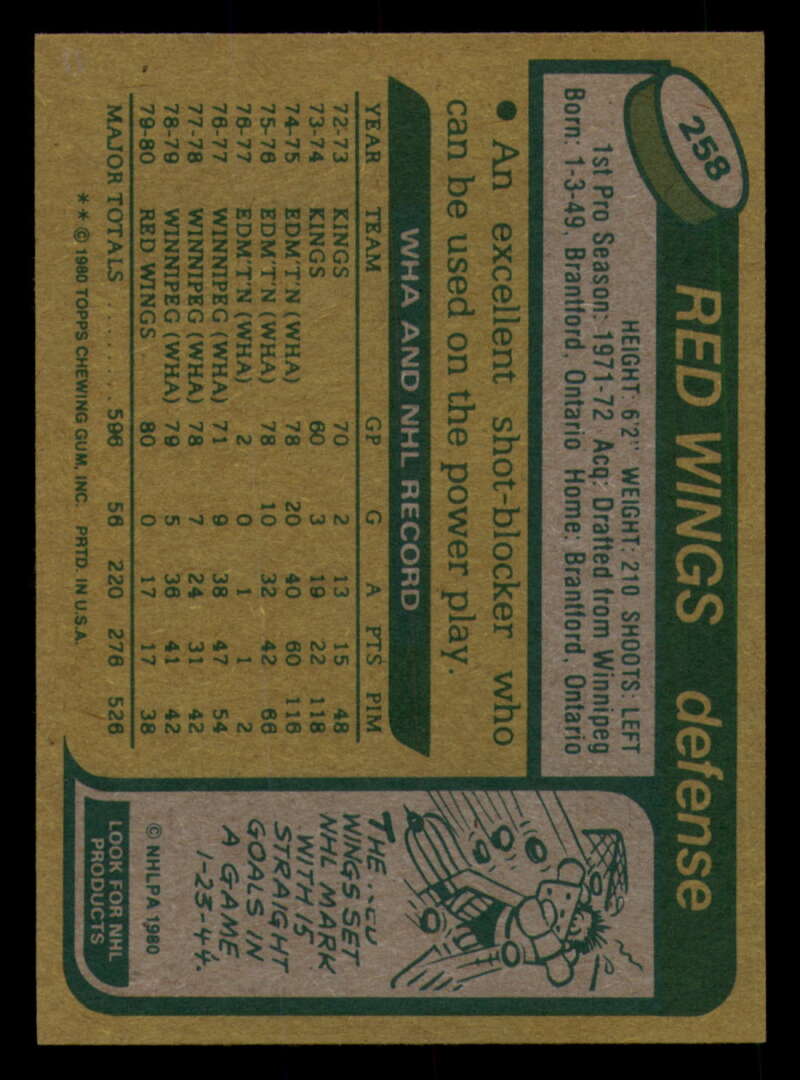 258
RED WINGS defense
HEIGHT: 6'2" WEIGHT: 210 SHOOTS: LEFT
1st Pro Season: 1971-72 Acq: Drafted from Winnipeg
Born: 1-3-49, Brantford, Ontario Home: Brantford, Ontario
• An excellent shot-blocker who
can be used on the power play.
WHA AND NHL RECORD
YEAR TEAM GP G A PTS PIM
72-73 KINGS 70 2 13 15 48
73-74 KINGS 60 3 19 22 118
74-75 EDM'T'N (WHA) 78 20 40 60 116
75-76 EDM'T'N (WHA) 78 10 32 42 66
76-77 EDM'T'N (WHA) 2 0 1 1 2
76-77 WINNIPEG (WHA) 71 9 38 47 54
77-78 WINNIPEG (WHA) 78 7 24 31 42
78-79 WINNIPEG (WHA) 79 5 36 41 42
79-80 RED WINGS 80 0 17 17 38
MAJOR TOTALS ........ 596 56 220 276 526
**© 1980 TOPPS CHEWING GUM, INC. PRTD. IN U.S.A.
THE
WINGS SET
NHL MARK
WITH 15
STRAIGHT
GOALS IN
A GAME
1-23-44.
© NHLPA 1980
LOOK FOR NHL
PRODUCTS